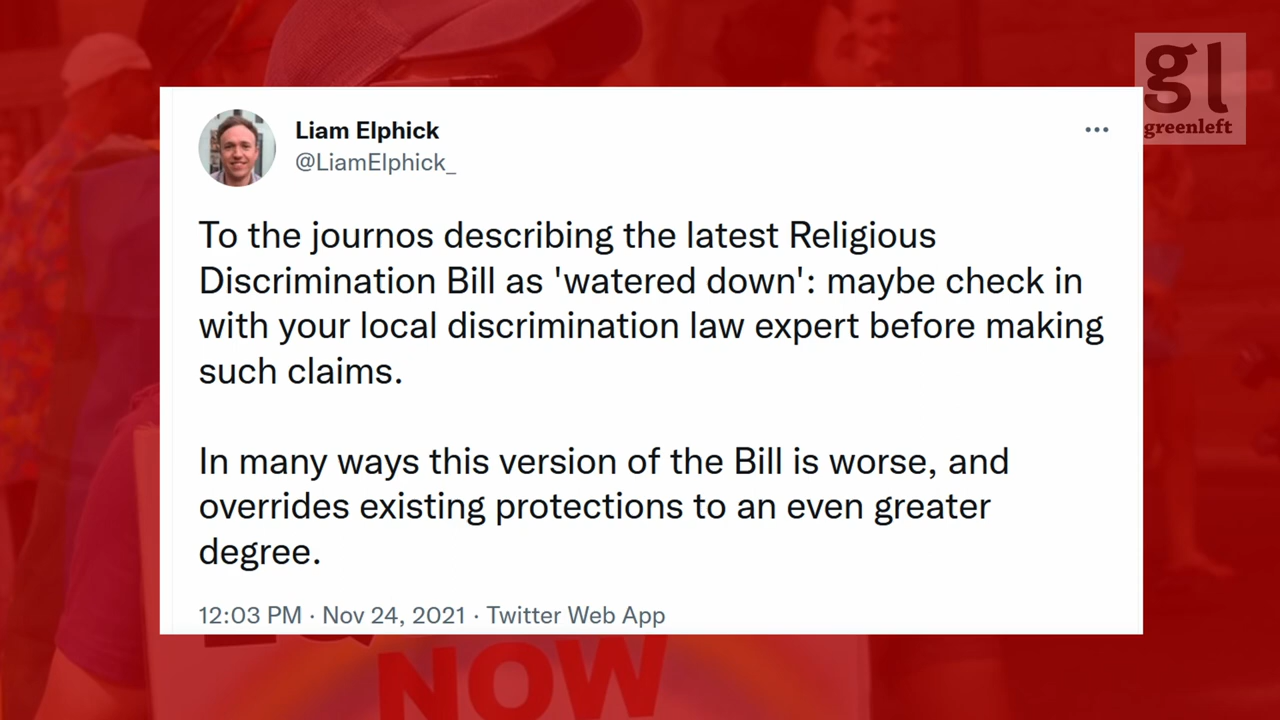 gl
greenleft
Liam Elphick
@LiamElphick_
To the journos describing the latest Religious
Discrimination Bill as 'watered down': maybe check in
with your local discrimination law expert before making
such claims.
In many ways this version of the Bill is worse, and
overrides existing protections to an even greater
degree.
12:03 PM · Nov 24, 2021 · Twitter Web App
NOW